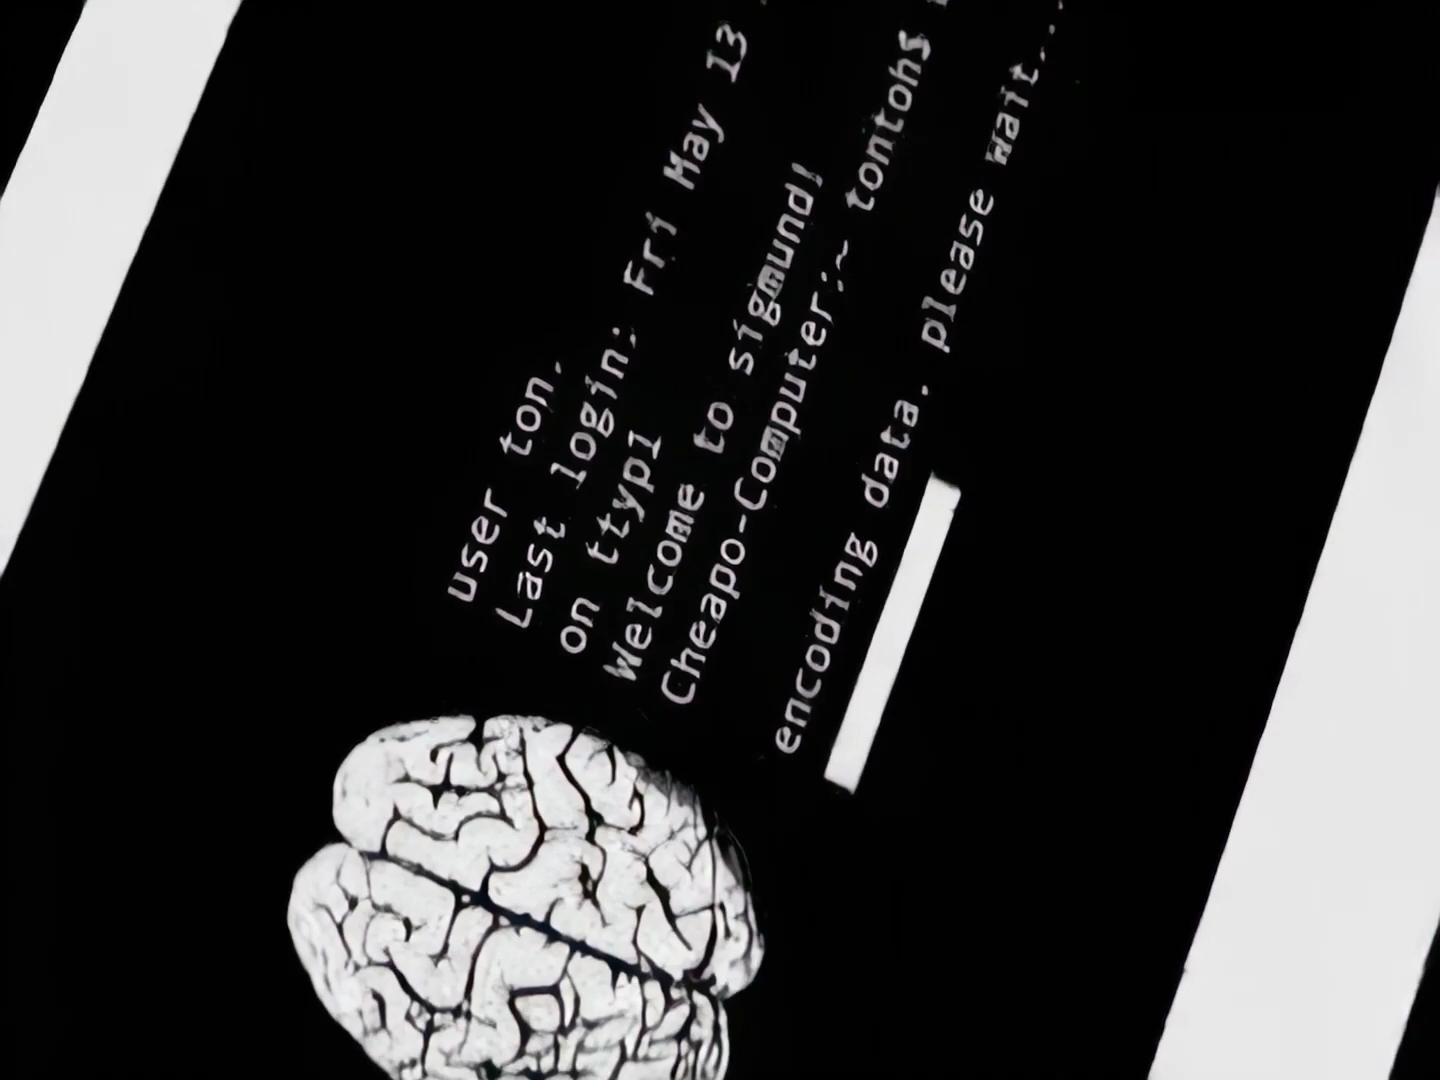 user ton.
Last login: Fri May 13
on ttyp1
Welcome to sigmund!
Cheapo-Computer:~ tontohs
encoding data. please wait...